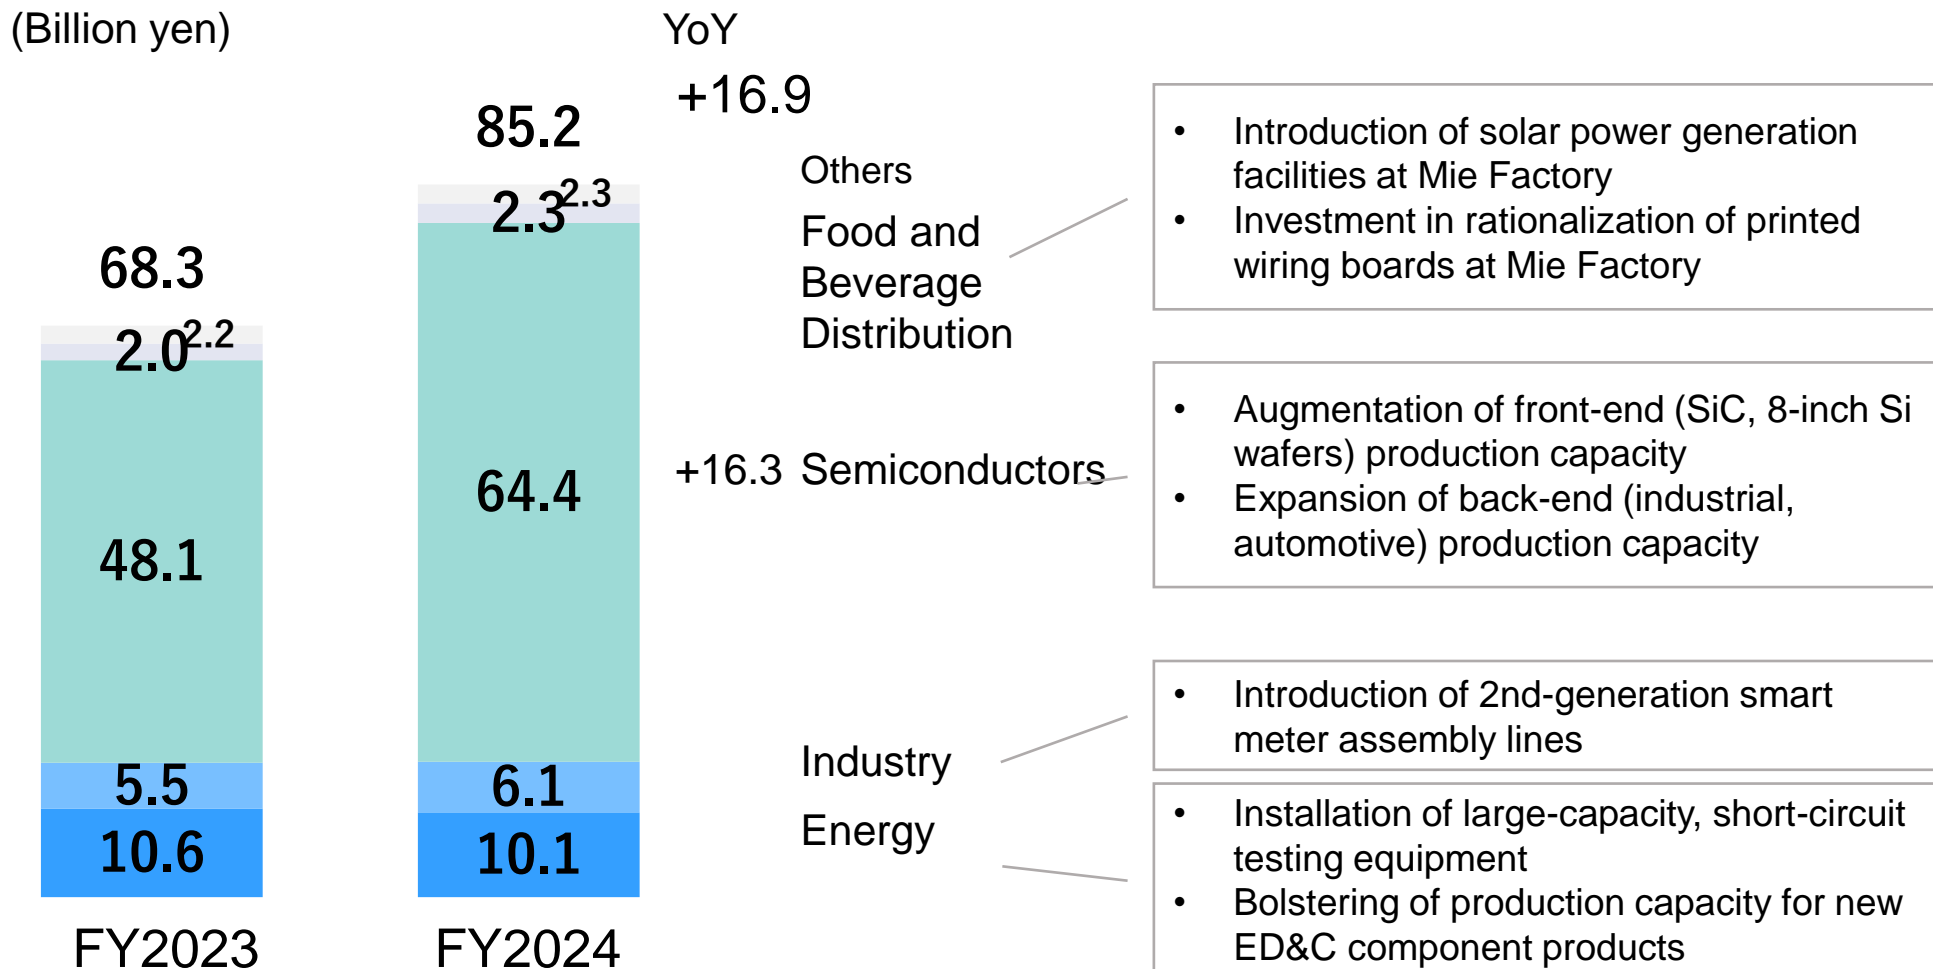 (Billion yen)
YoY
+16.9
68.3
2.2
2.0
48.1
5.5
10.6
FY2023
85.2
2.3
2.3
64.4
6.1
10.1
FY2024
Others
Food and
Beverage
Distribution
+16.3 Semiconductors
Industry
Energy
• Introduction of solar power generation
facilities at Mie Factory
• Investment in rationalization of printed
wiring boards at Mie Factory
• Augmentation of front-end (SiC, 8-inch Si
wafers) production capacity
• Expansion of back-end (industrial,
automotive) production capacity
• Introduction of 2nd-generation smart
meter assembly lines
• Installation of large-capacity, short-circuit
testing equipment
• Bolstering of production capacity for new
ED&C component products